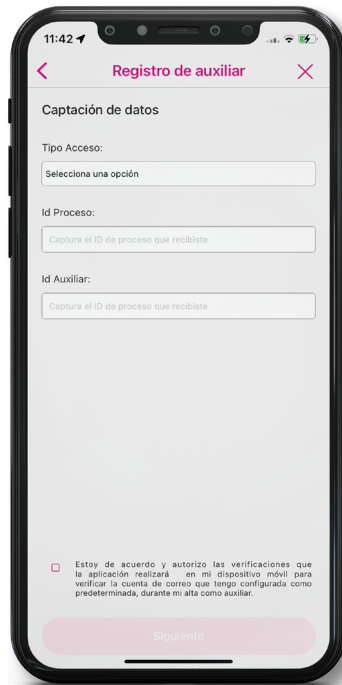 11:42
Registro de auxiliar
Captación de datos
Tipo Acceso:
Selecciona una opción
Id Proceso:
Captura el ID de proceso que recibiste
Id Auxiliar:
Captura el ID de proceso que recibiste
Estoy de acuerdo y autorizo las verificaciones que
la aplicación realizará en mi dispositivo móvil para
verificar la cuenta de correo que tengo configurada como
predeterminada, durante mi alta como auxiliar.
Siguiente